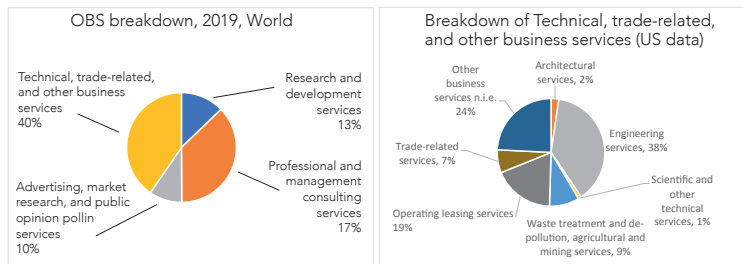 OBS breakdown, 2019, World
Technical, trade-related,
and other business
services
40%
Research and
development
services
13%
Professional and
management
consulting
services
17%
Advertising, market
research, and public
opinion pollin
services
10%
Breakdown of Technical, trade-related,
and other business services (US data)
Architectural
services, 2%
Other
business
services n.i.e.
24%
Engineering
services, 38%
Trade-related
services, 7%
Scientific and
other
technical
services, 1%
Operating leasing services
19%
Waste treatment and de-
pollution, agricultural and
mining services, 9%